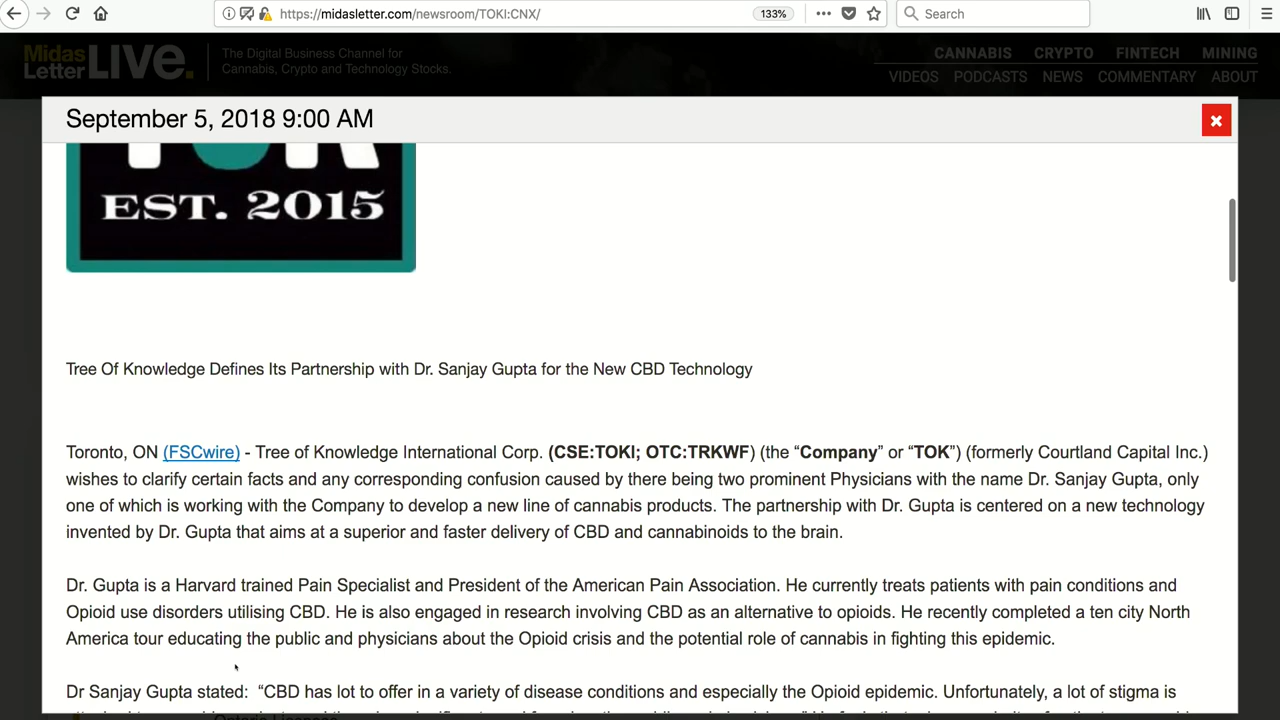 https://midasletter.com/newsroom/TOKI:CNX/
133%
Search
Midas
Letter LIVE.
The Digital Business Channel for
Cannabis, Crypto and Technology Stocks.
CANNABIS CRYPTO FINTECH MINING
VIDEOS PODCASTS NEWS COMMENTARY ABOUT
September 5, 2018 9:00 AM
EST. 2015
Tree Of Knowledge Defines Its Partnership with Dr. Sanjay Gupta for the New CBD Technology
Toronto, ON (FSCwire) - Tree of Knowledge International Corp. (CSE:TOKI; OTC:TRKWF) (the “Company” or “TOK”) (formerly Courtland Capital Inc.)
wishes to clarify certain facts and any corresponding confusion caused by there being two prominent Physicians with the name Dr. Sanjay Gupta, only
one of which is working with the Company to develop a new line of cannabis products. The partnership with Dr. Gupta is centered on a new technology
invented by Dr. Gupta that aims at a superior and faster delivery of CBD and cannabinoids to the brain.
Dr. Gupta is a Harvard trained Pain Specialist and President of the American Pain Association. He currently treats patients with pain conditions and
Opioid use disorders utilising CBD. He is also engaged in research involving CBD as an alternative to opioids. He recently completed a ten city North
America tour educating the public and physicians about the Opioid crisis and the potential role of cannabis in fighting this epidemic.
Dr Sanjay Gupta stated: “CBD has lot to offer in a variety of disease conditions and especially the Opioid epidemic. Unfortunately, a lot of stigma is